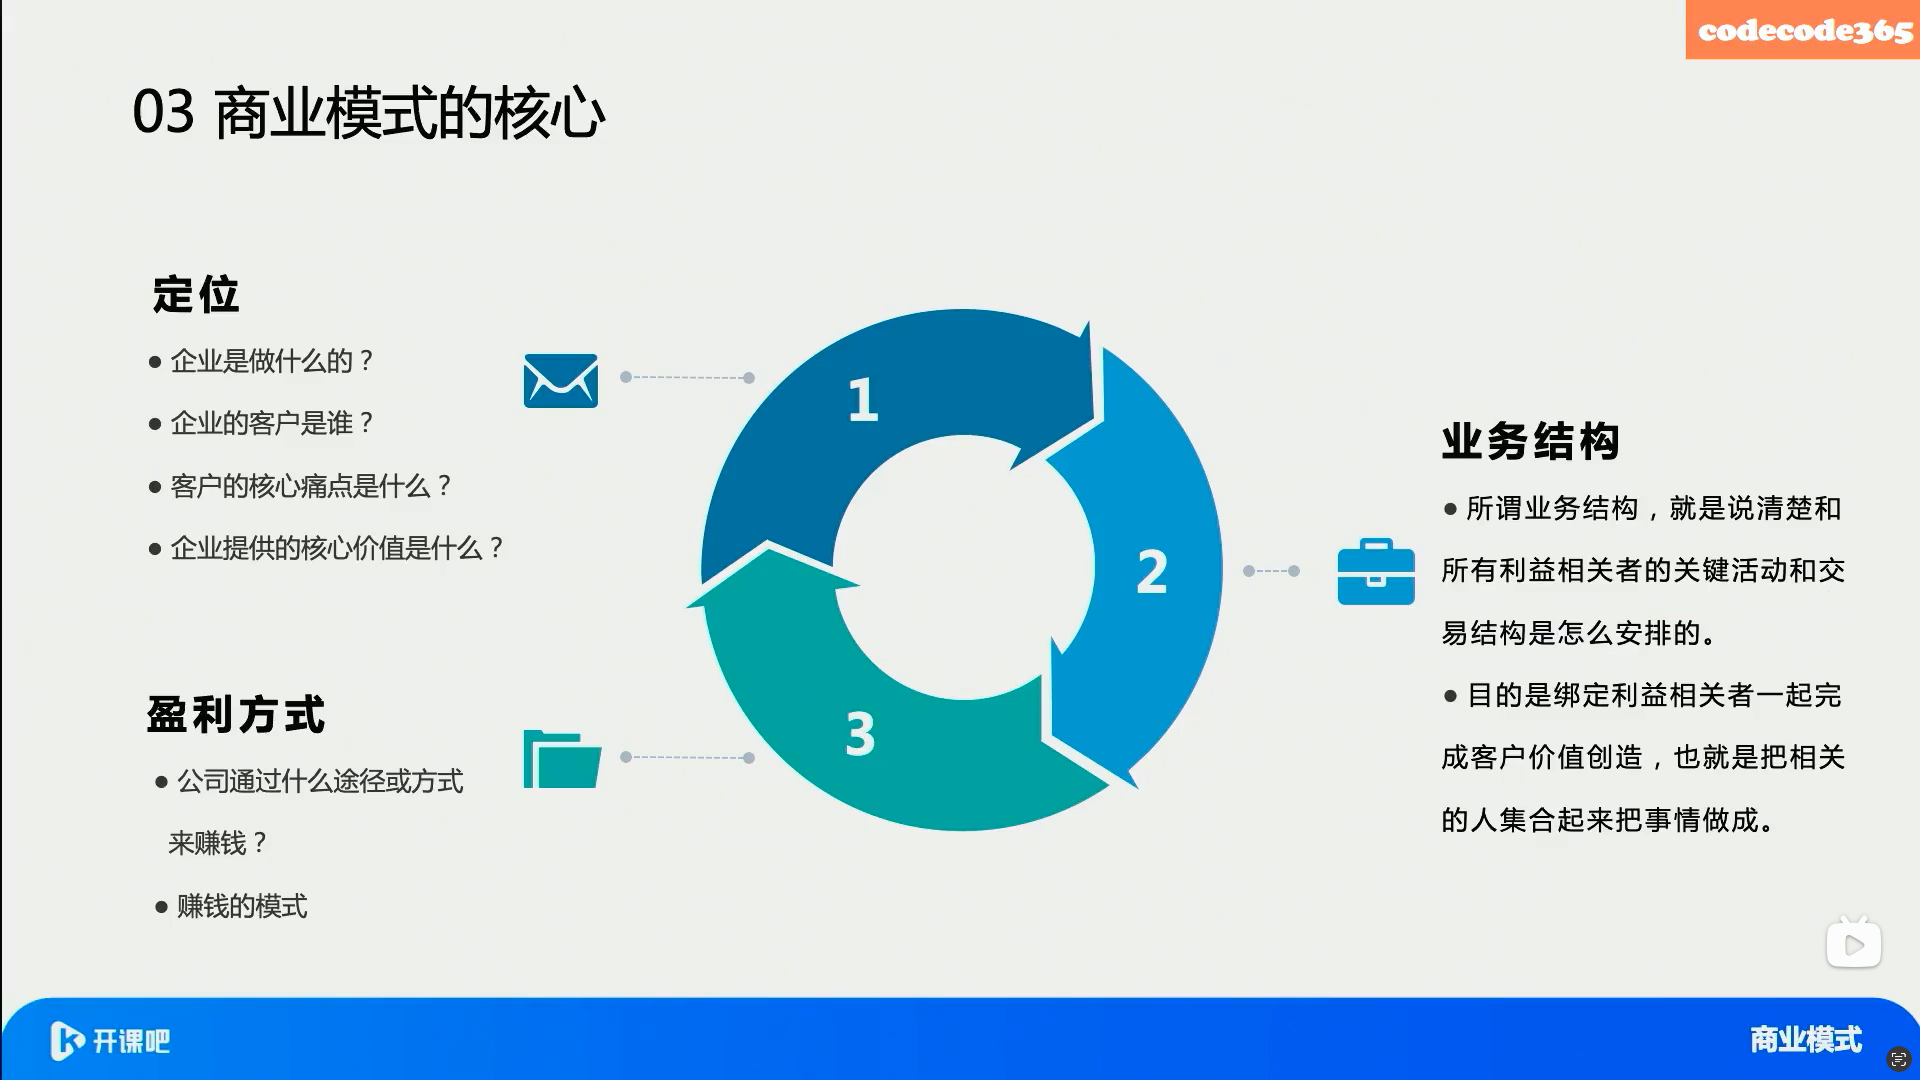 codecode365
03 商业模式的核心
定位
● 企业是做什么的？
● 企业的客户是谁？
● 客户的核心痛点是什么？
● 企业提供的核心价值是什么？
盈利方式
● 公司通过什么途径或方式
来赚钱？
● 赚钱的模式
1
2
3
业务结构
● 所谓业务结构，就是说清楚和
所有利益相关者的关键活动和交
易结构是怎么安排的。
● 目的是绑定利益相关者一起完
成客户价值创造，也就是把相关
的人集合起来把事情做成。
开课吧
商业模式